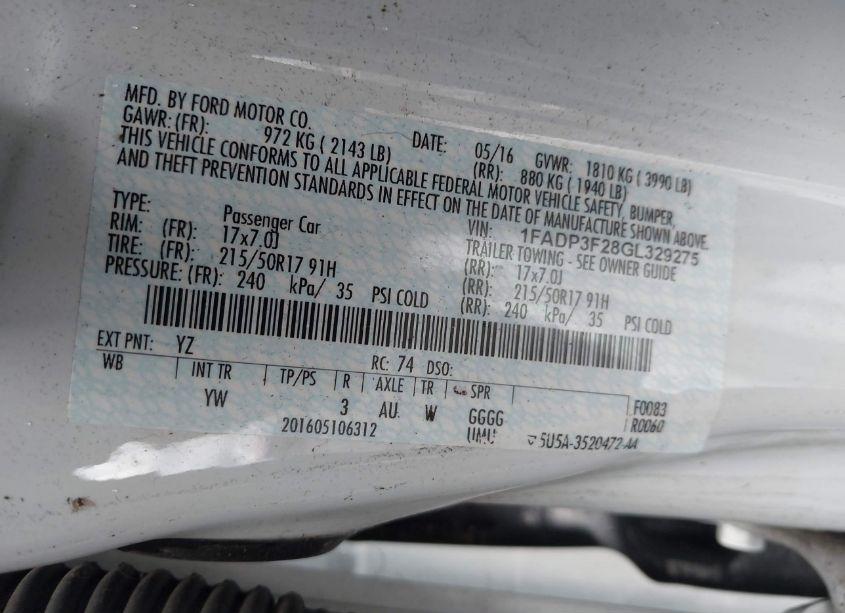 MFD. BY FORD MOTOR CO.
DATE: 05/16 GVWR: 1810 KG ( 3990 LB)
GAWR: (FR): 972 KG ( 2143 LB) (RR): 880 KG ( 1940 LB)
THIS VEHICLE CONFORMS TO ALL APPLICABLE FEDERAL MOTOR VEHICLE SAFETY, BUMPER,
AND THEFT PREVENTION STANDARDS IN EFFECT ON THE DATE OF MANUFACTURE SHOWN ABOVE.
VIN: 1FADP3F28GL329275
TYPE: Passenger Car TRAILER TOWING - SEE OWNER GUIDE
RIM: (FR): 17x7.0J (RR): 17x7.0J
TIRE: (FR): 215/50R17 91H (RR): 215/50R17 91H
PRESSURE: (FR): 240 kPa/ 35 PSI COLD (RR): 240 kPa/ 35 PSI COLD
EXT PNT: YZ RC: 74 DSO:
WB INT TR TP/PS R AXLE TR SPR F0083
YW 3 AU W GGGG R0060
201605106312 UMU 5U5A-3520472-AA